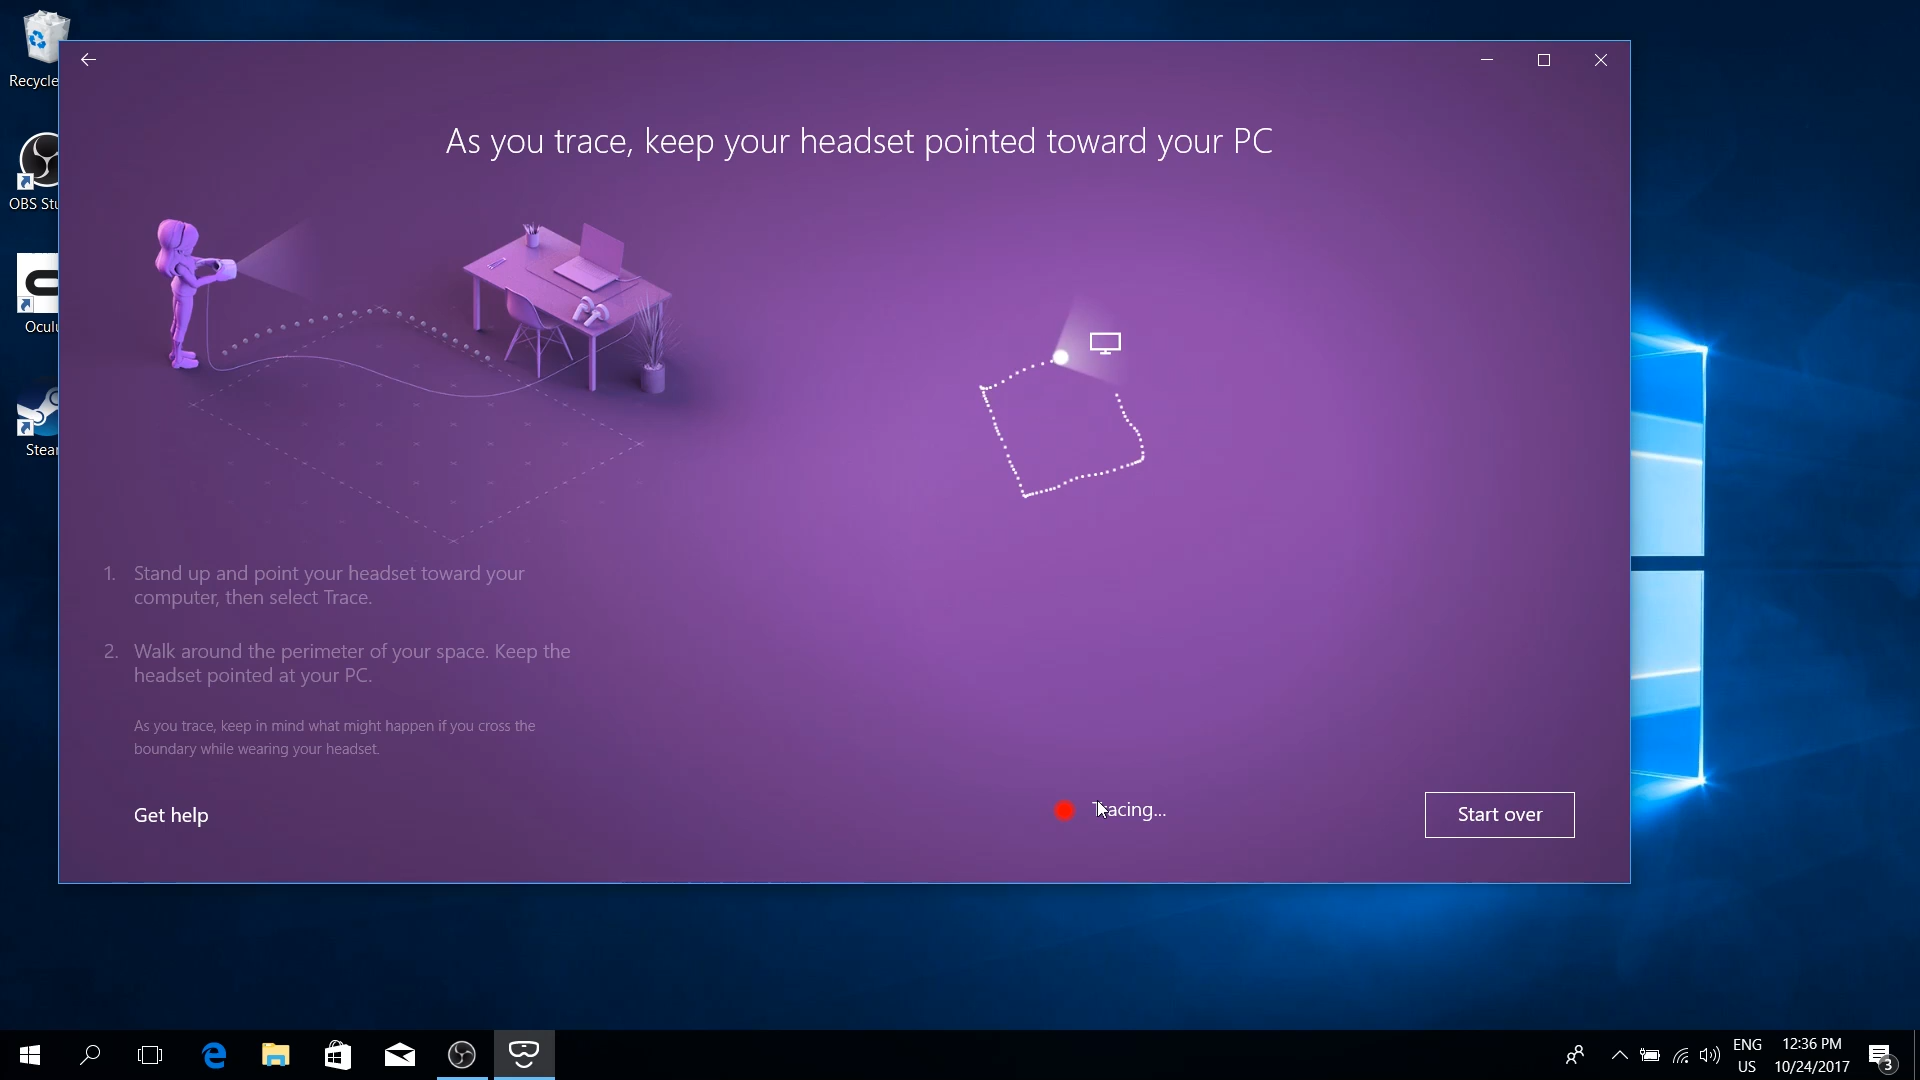 Recycle
OBS Stu
Ocul
Stea
As you trace, keep your headset pointed toward your PC
1. Stand up and point your headset toward your
computer, then select Trace.
2. Walk around the perimeter of your space. Keep the
headset pointed at your PC.
As you trace, keep in mind what might happen if you cross the
boundary while wearing your headset.
Get help
Tracing...
Start over
ENG
US
12:36 PM
10/24/2017
3